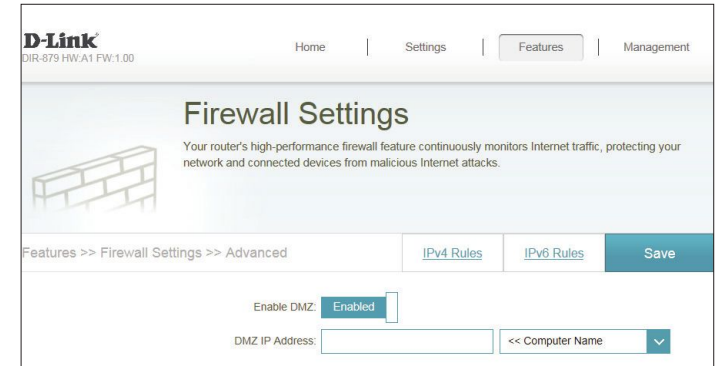 D-Link®
DIR-879 HW:A1 FW:1.00
Home | Settings | Features | Management
Firewall Settings
Your router's high-performance firewall feature continuously monitors Internet traffic, protecting your
network and connected devices from malicious Internet attacks.
Features >> Firewall Settings >> Advanced
IPv4 Rules
IPv6 Rules
Save
Enable DMZ: Enabled
DMZ IP Address: << Computer Name